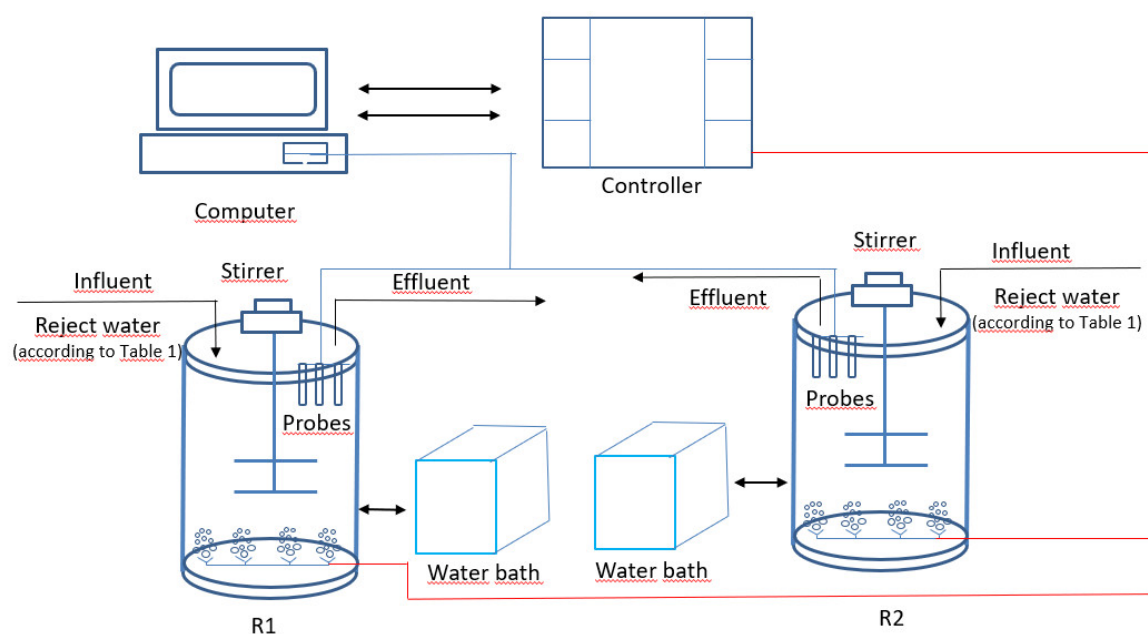 Controller
Computer
Stirrer
Influent
Reject water
(according to Table 1)
Effluent
Stirrer
Influent
Effluent
Reject water
(according to Table 1)
Probes
Probes
Water bath
Water bath
R1
R2